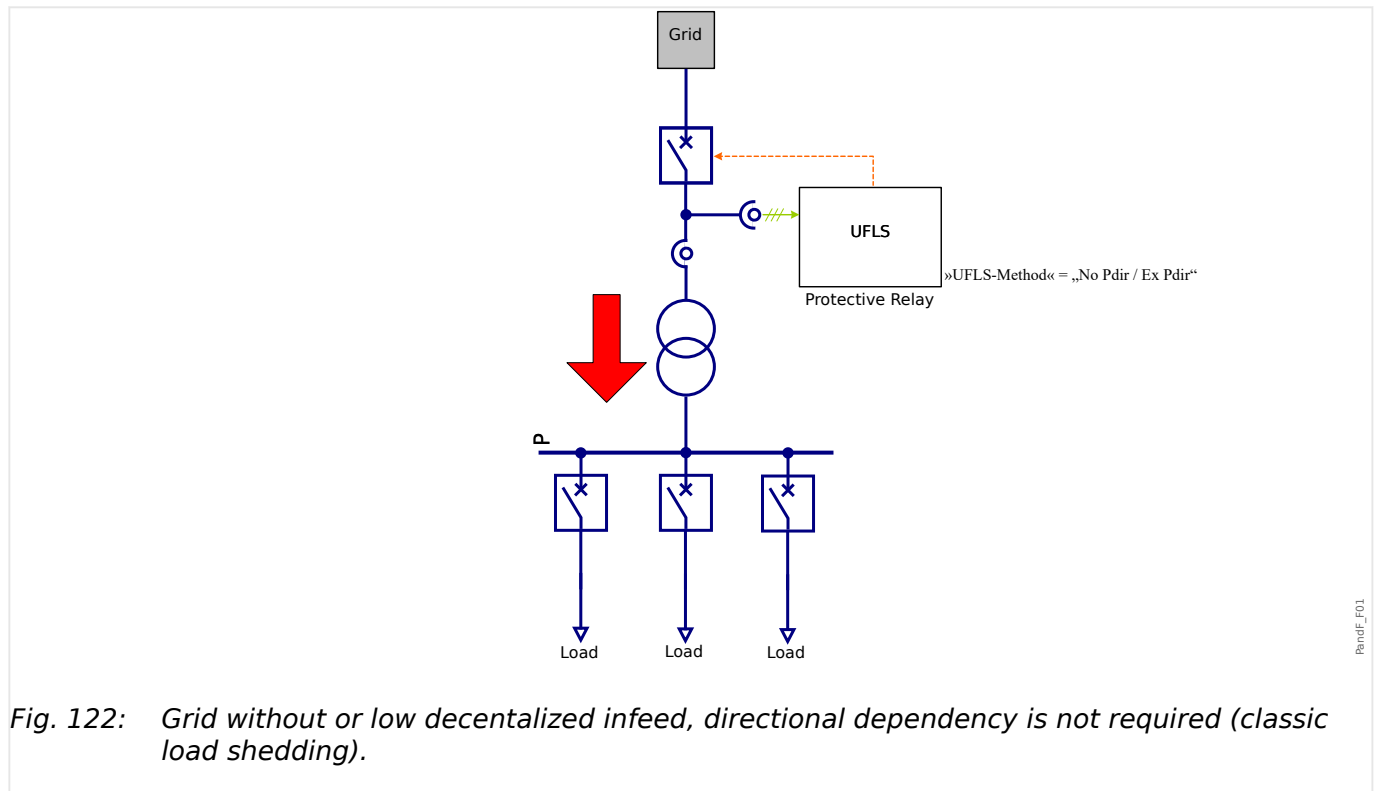 Grid
UFLS
»UFLS-Method« = „No Pdir / Ex Pdir“
Protective Relay
P
Load
Load
Load
PandF_F01
Fig. 122: Grid without or low decentalized infeed, directional dependency is not required (classic
load shedding).